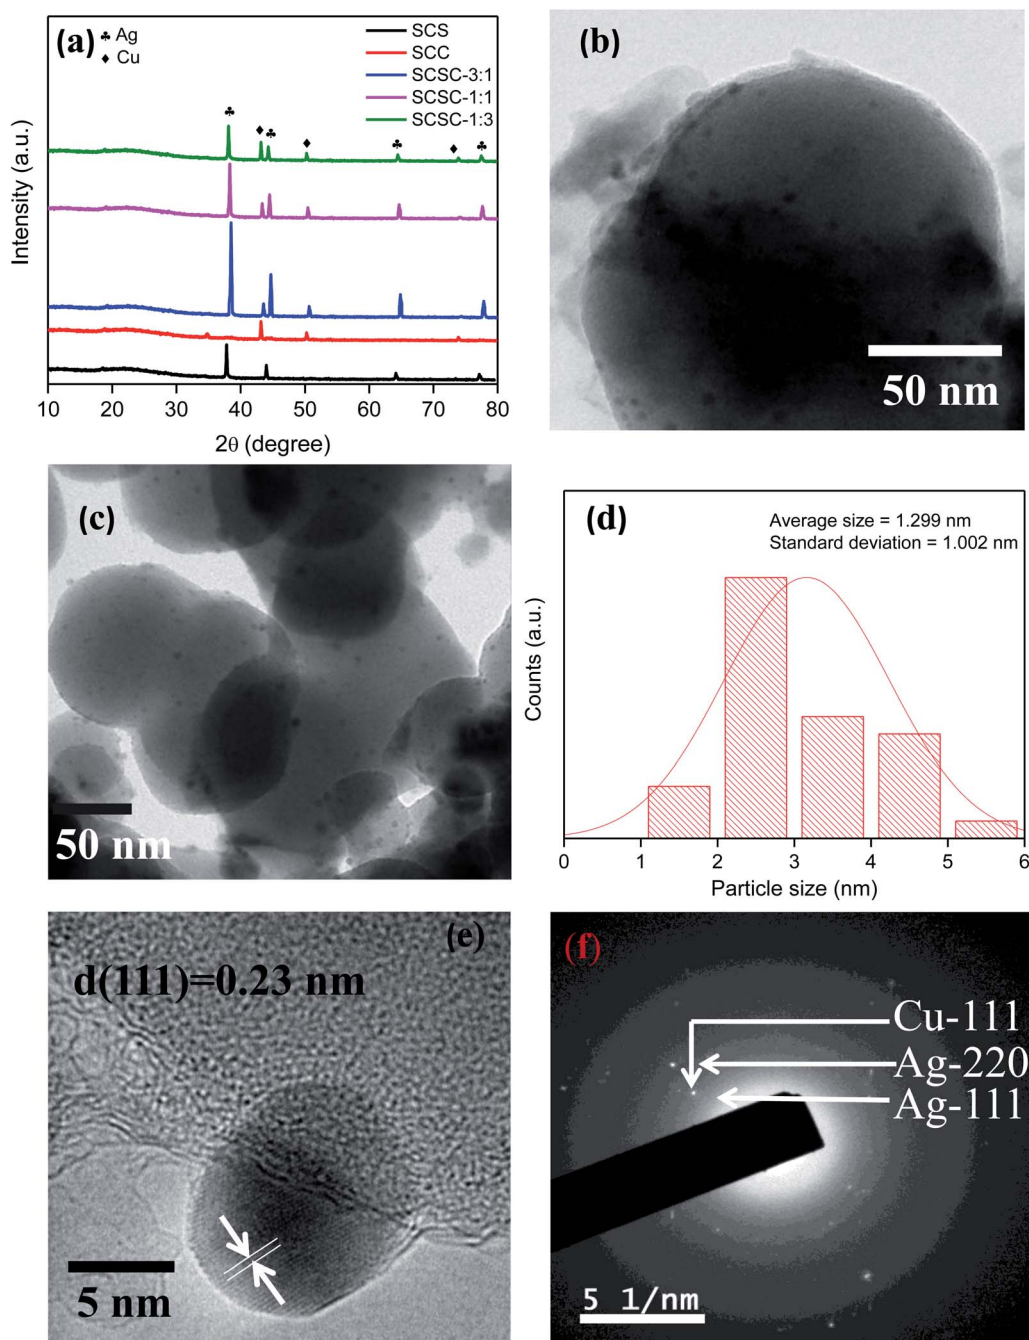 (a)
♣ Ag
♦ Cu
SCS
SCC
SCSC-3:1
SCSC-1:1
SCSC-1:3
Intensity (a.u.)
10 20 30 40 50 60 70 80
2θ (degree)
(b)
50 nm
(c)
50 nm
(d)
Average size = 1.299 nm
Standard deviation = 1.002 nm
Counts (a.u.)
0 1 2 3 4 5 6
Particle size (nm)
(e)
d(111)=0.23 nm
5 nm
(f)
Cu-111
Ag-220
Ag-111
5 1/nm